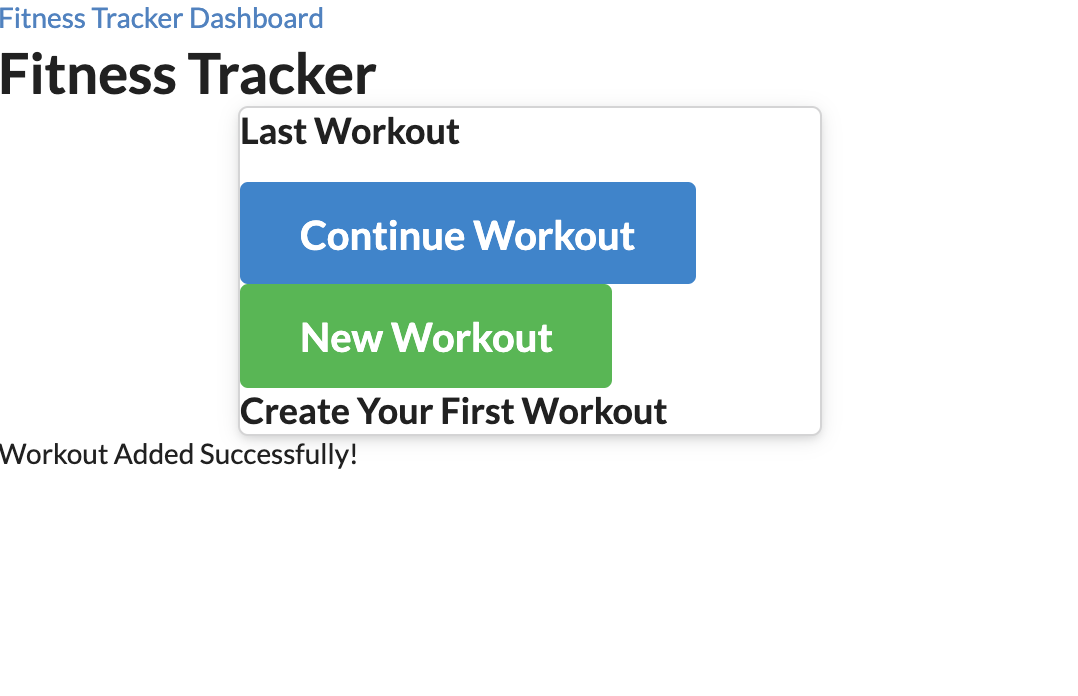 Fitness Tracker Dashboard
Fitness Tracker
Last Workout
Continue Workout
New Workout
Create Your First Workout
Workout Added Successfully!